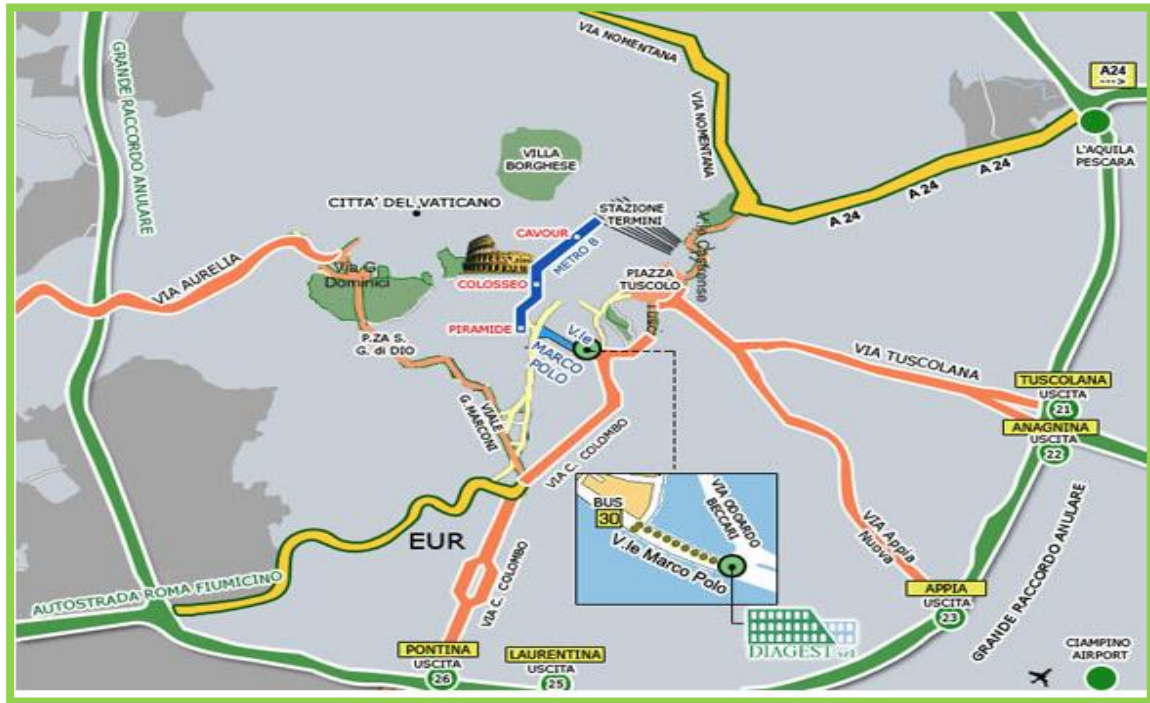 VIA NOMENTANA
GRANDE RACCORDO ANULARE
VIA NOMENTANA
A24
--->
L'AQUILA
PESCARA
VILLA
BORGHESE
A 24
A 24
A 24
CITTA' DEL VATICANO
STAZIONE
TERMINI
CAVOUR
METRO B
VIA AURELIA
Via G.
Dominici
COLOSSEO
PIAZZA
TUSCOLO
PIRAMIDE
V.le
MARCO
POLO
P.ZA S.
G. di DIO
VIALE
G. MARCONI
VIA TUSCOLANA
TUSCOLANA
USCITA
21
ANAGNINA
USCITA
22
VIA C. COLOMBO
BUS
30
VIA ODOARDO
BECCARI
V.le Marco Polo
VIA Appia
Nuova
EUR
AUTOSTRADA ROMA FIUMICINO
VIA C. COLOMBO
APPIA
USCITA
23
GRANDE RACCORDO ANULARE
DIAGEST srl
PONTINA
USCITA
26
LAURENTINA
USCITA
25
CIAMPINO
AIRPORT